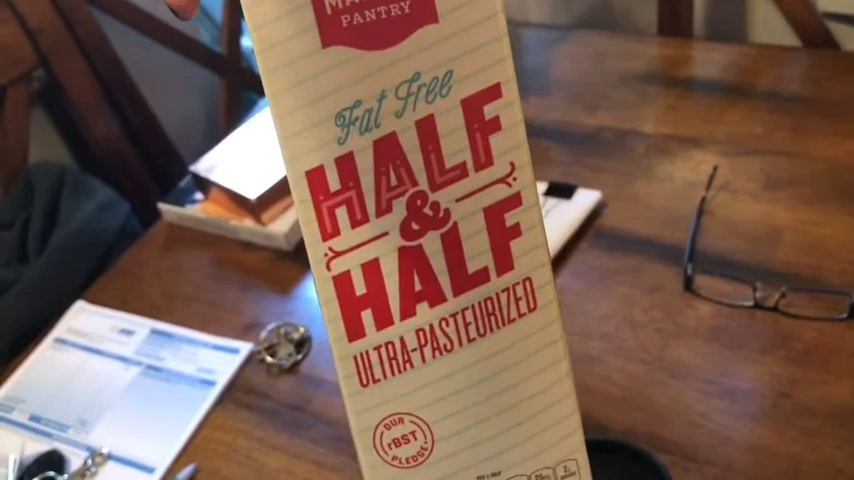 PANTRY
Fat Free
HALF
&
HALF
ULTRA-PASTEURIZED
OUR
rBST
PLEDGE